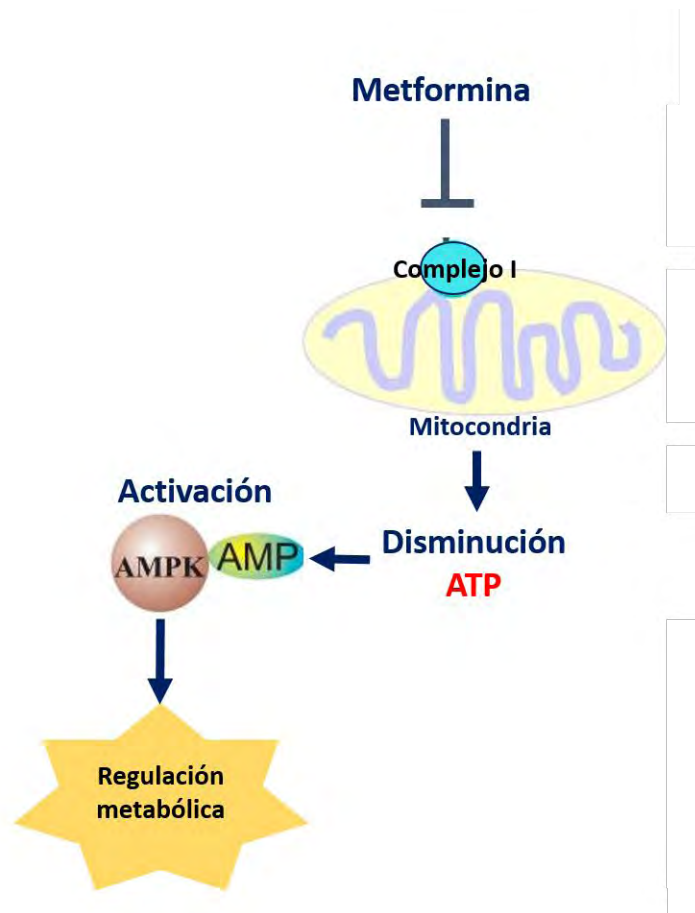 Metformina
Complejo I
Mitocondria
Disminución
ATP
Activación
AMPK AMP
Regulación
metabólica